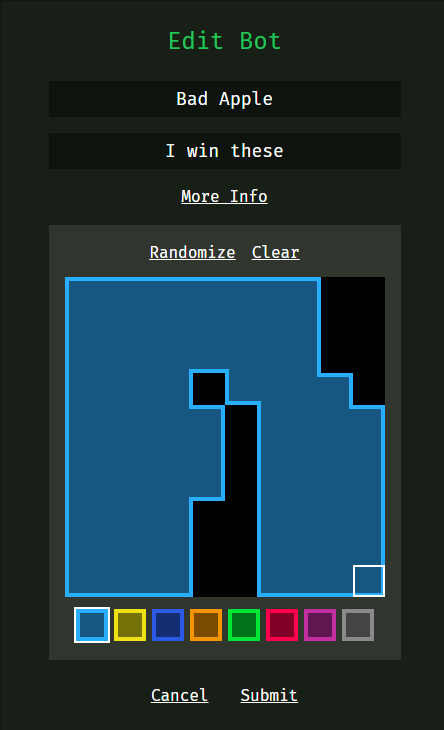 Edit Bot
Bad Apple
I win these
More Info
Randomize Clear
Cancel Submit